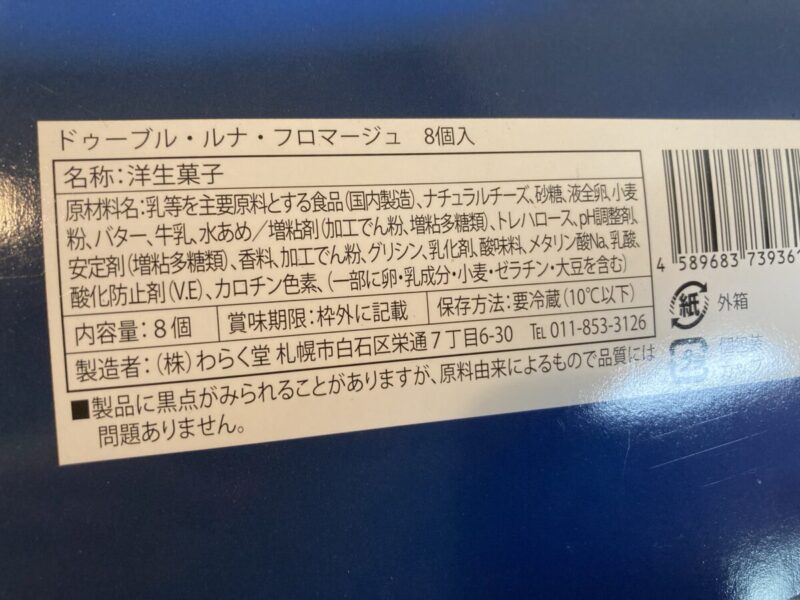 ドゥーブル・ルナ・フロマージュ 8個入
名称:洋生菓子
原材料名:乳等を主要原料とする食品(国内製造)、ナチュラルチーズ、砂糖、液全卵、小麦
粉、バター、牛乳、水あめ/増粘剤(加工でん粉、増粘多糖類)、トレハロース、pH調整剤、
安定剤(増粘多糖類)、香料、加工でん粉、グリシン、乳化剤、酸味料、メタリン酸Na、乳酸、
酸化防止剤(V.E)、カロチン色素、(一部に卵・乳成分・小麦・ゼラチン・大豆を含む)
内容量:8個 賞味期限:枠外に記載 保存方法:要冷蔵(10℃以下)
製造者:(株)わらく堂 札幌市白石区栄通7丁目6-30 TEL 011-853-3126
■製品に黒点がみられることがありますが、原料由来によるもので品質には
問題ありません。
4 589683 739361
紙 外箱